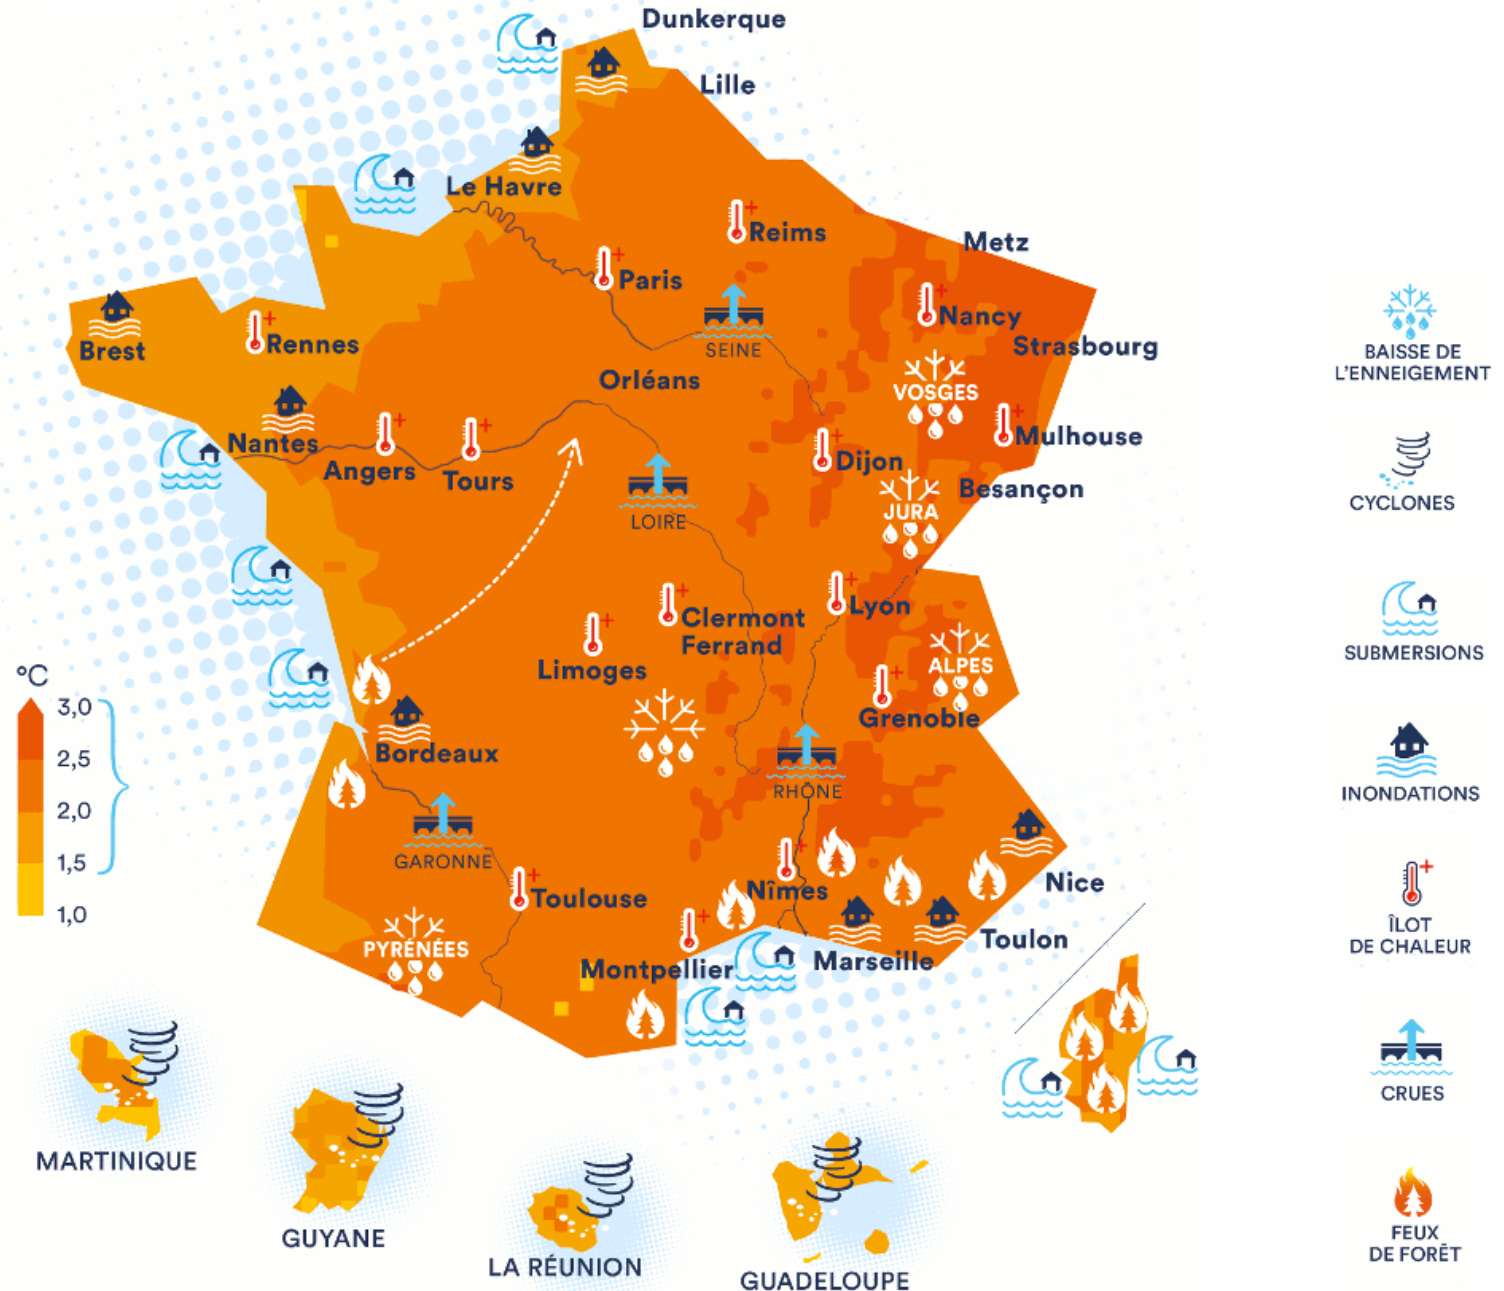 Dunkerque
Lille
Le Havre
Reims
Metz
Paris
Nancy
Brest
Rennes
SEINE
Strasbourg
Orléans
VOSGES
Nantes
Mulhouse
Angers
Tours
Dijon
Besançon
LOIRE
JURA
Lyon
Clermont
Ferrand
Limoges
ALPES
Grenoble
Bordeaux
RHÔNE
GARONNE
Nîmes
Nice
Toulouse
Toulon
PYRÉNÉES
Montpellier
Marseille
°C
3,0
2,5
2,0
1,5
1,0
MARTINIQUE
GUYANE
LA RÉUNION
GUADELOUPE
BAISSE DE
L'ENNEIGEMENT
CYCLONES
SUBMERSIONS
INONDATIONS
ÎLOT
DE CHALEUR
CRUES
FEUX
DE FORÊT